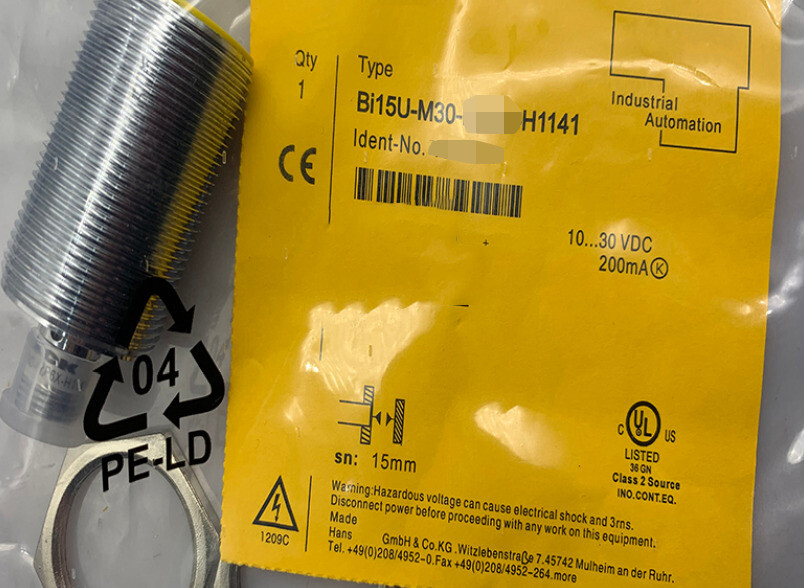 Qty
1
Type
Bi15U-M30- H1141
Ident-No.
CE
Industrial
Automation
10...30 VDC
200mA K
sn: 15mm
C UL US
LISTED
36 GN
Class 2 Source
INO.CONT.EQ.
1209C
Warning:Hazardous voltage can cause electrical shock and 3rns.
Disconnect power before proceeding with any work on this equipment.
Made
Hans GmbH & Co.KG . Witzlebenstraße 7.45742 Mulheim an der Ruhr.
Tel. +49(0)208/4952-0.Fax +49(0)208/4952-264.more
04
PE-LD